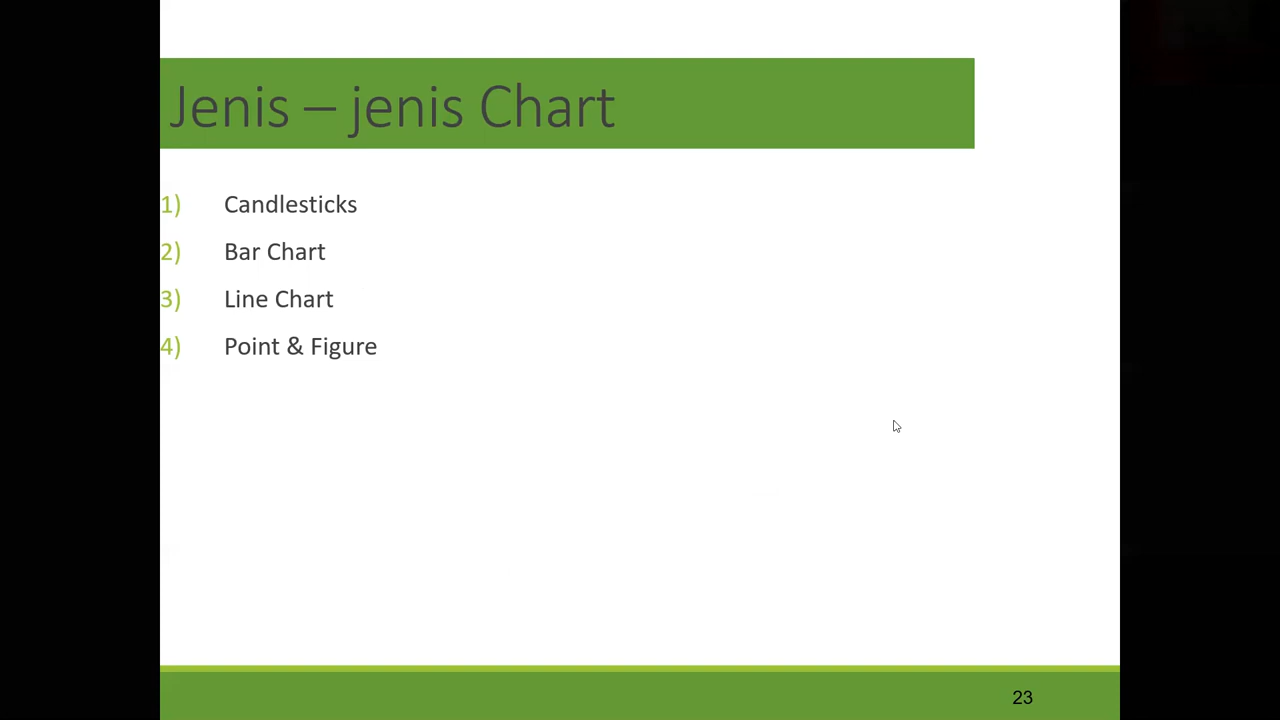 Jenis – jenis Chart
1) Candlesticks
2) Bar Chart
3) Line Chart
4) Point & Figure
23